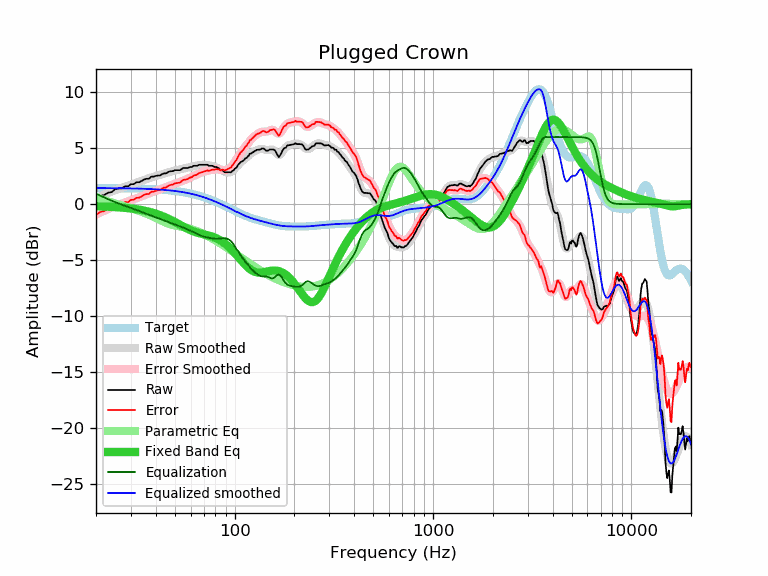 Plugged Crown
10
5
0
−5
−10
−15
−20
−25
Amplitude (dBr)
Target
Raw Smoothed
Error Smoothed
Raw
Error
Parametric Eq
Fixed Band Eq
Equalization
Equalized smoothed
100 1000 10000
Frequency (Hz)